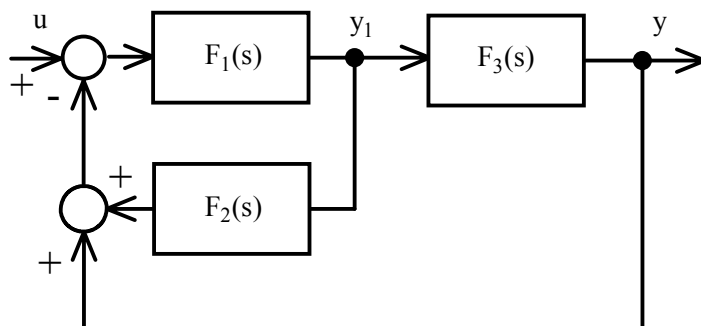 u
y₁
y
F₁(s)
F₃(s)
+
-
+
F₂(s)
+